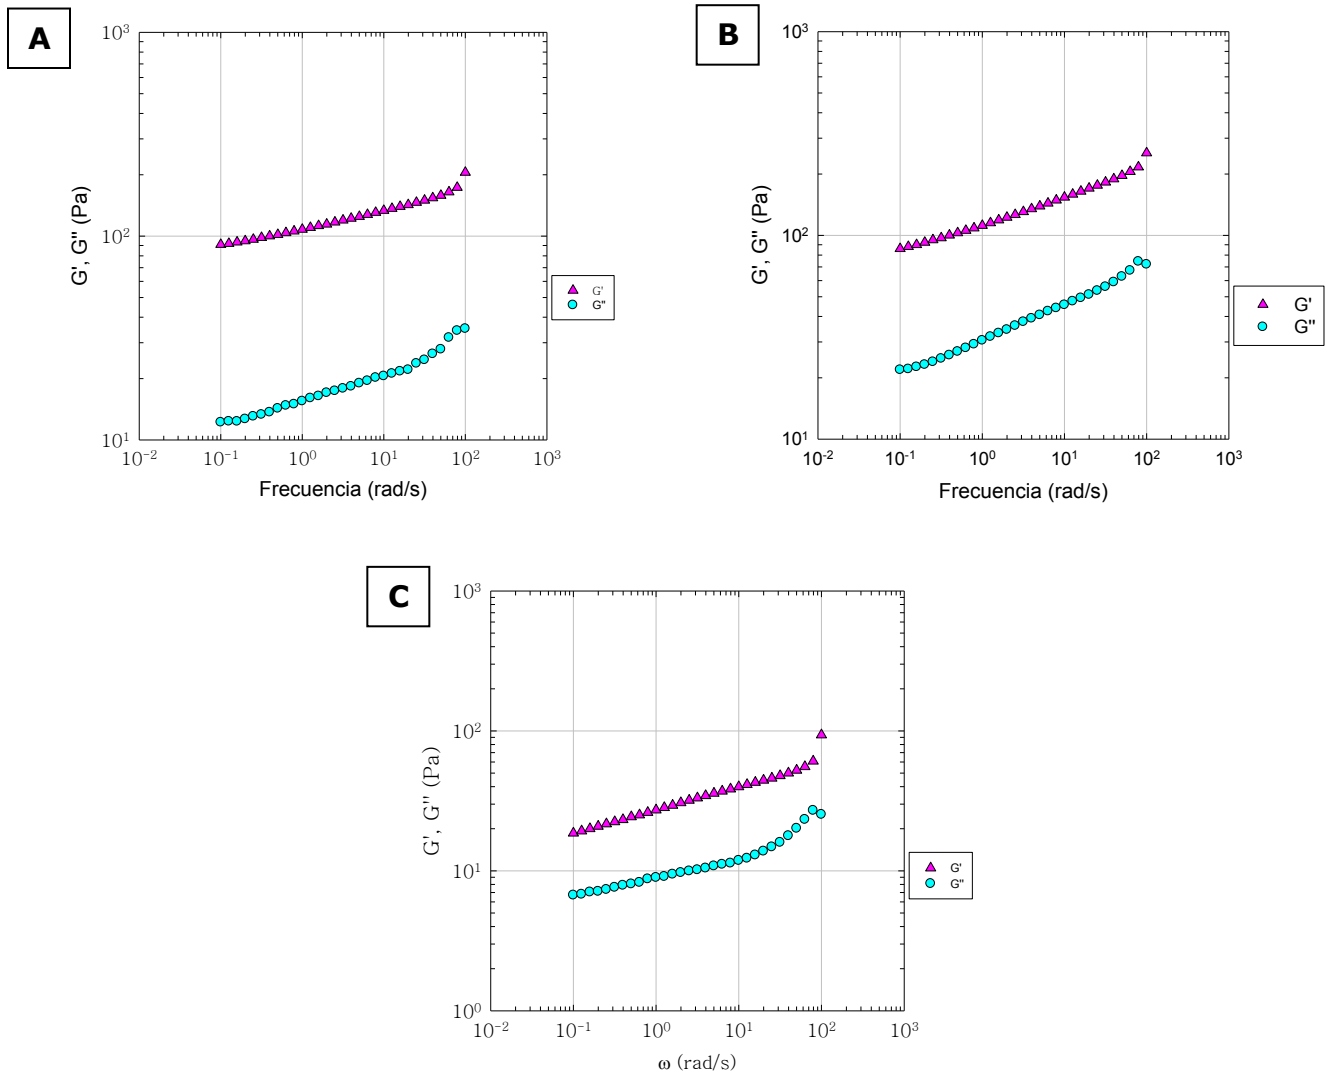 A
10³
10²
10¹
10⁻² 10⁻¹ 10⁰ 10¹ 10² 10³
G', G" (Pa)
Frecuencia (rad/s)
G'
G"
B
10³
10²
10¹
10⁻² 10⁻¹ 10⁰ 10¹ 10² 10³
G', G" (Pa)
Frecuencia (rad/s)
G'
G"
C
10³
10²
10¹
10⁰
10⁻² 10⁻¹ 10⁰ 10¹ 10² 10³
G', G" (Pa)
ω (rad/s)
G'
G"